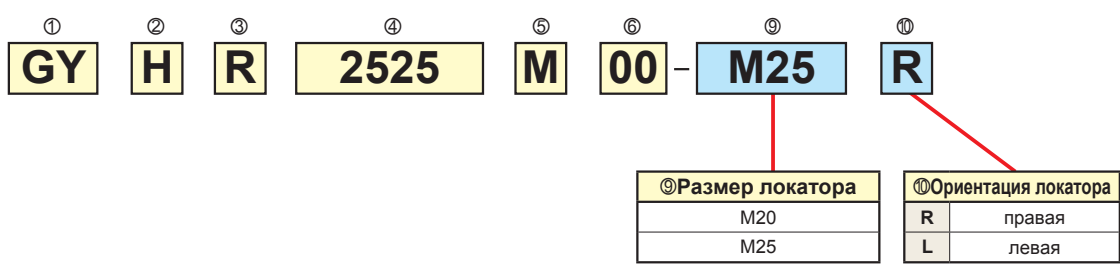 ① ② ③ ④ ⑤ ⑥ ⑨ ⑩
GY H R 2525 M 00 – M25 R
⑨Размер локатора
M20
M25
⑩Ориентация локатора
R правая
L левая